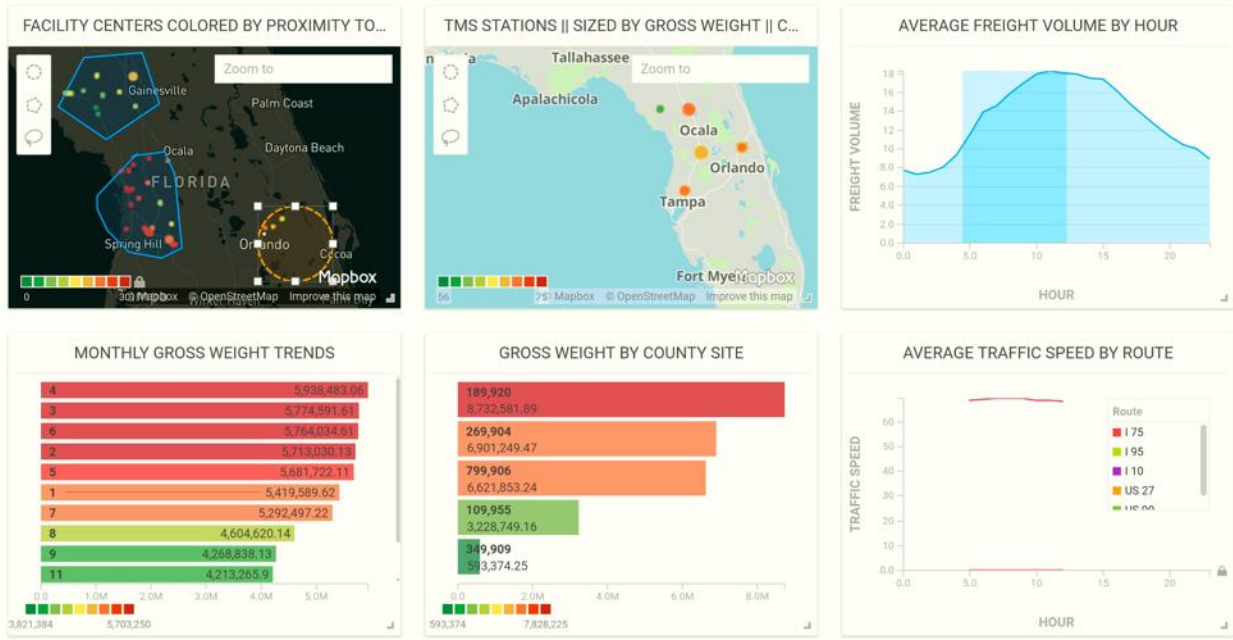 FACILITY CENTERS COLORED BY PROXIMITY TO...
Zoom to
Gainesville
Palm Coast
Ocala
Daytona Beach
FLORIDA
Spring Hill
Orlando
Cocoa
Mapbox
0
© Mapbox © OpenStreetMap Improve this map
TMS STATIONS || SIZED BY GROSS WEIGHT || C...
Tallahassee
Zoom to
Apalachicola
Ocala
Orlando
Tampa
Fort Myers
Mapbox
56
Mapbox © OpenStreetMap Improve this map
AVERAGE FREIGHT VOLUME BY HOUR
FREIGHT VOLUME
18
16
14
12
10
8.0
6.0
4.0
2.0
0.0
0.0 5.0 10 15 20
HOUR
MONTHLY GROSS WEIGHT TRENDS
4 5,938,483.06
3 5,774,591.61
6 5,764,034.61
2 5,713,030.13
5 5,681,722.11
1 5,419,589.62
7 5,292,497.22
8 4,604,620.14
9 4,268,838.13
11 4,213,265.9
0.0 1.0M 2.0M 3.0M 4.0M 5.0M
3,821,384 5,703,250
GROSS WEIGHT BY COUNTY SITE
189,920
8,732,581.89
269,904
6,901,249.47
799,906
6,621,853.24
109,955
3,228,749.16
349,909
593,374.25
0.0 2.0M 4.0M 6.0M 8.0M
593,374 7,828,225
AVERAGE TRAFFIC SPEED BY ROUTE
TRAFFIC SPEED
60
50
40
30
20
10
0.0
0.0 5.0 10 15 20
HOUR
Route
I 75
I 95
I 10
US 27